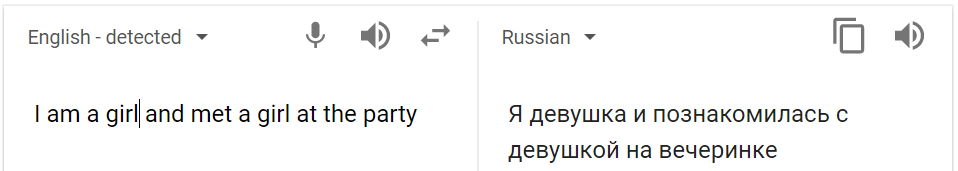 English - detected
Russian
I am a girl and met a girl at the party
Я девушка и познакомилась с
девушкой на вечеринке